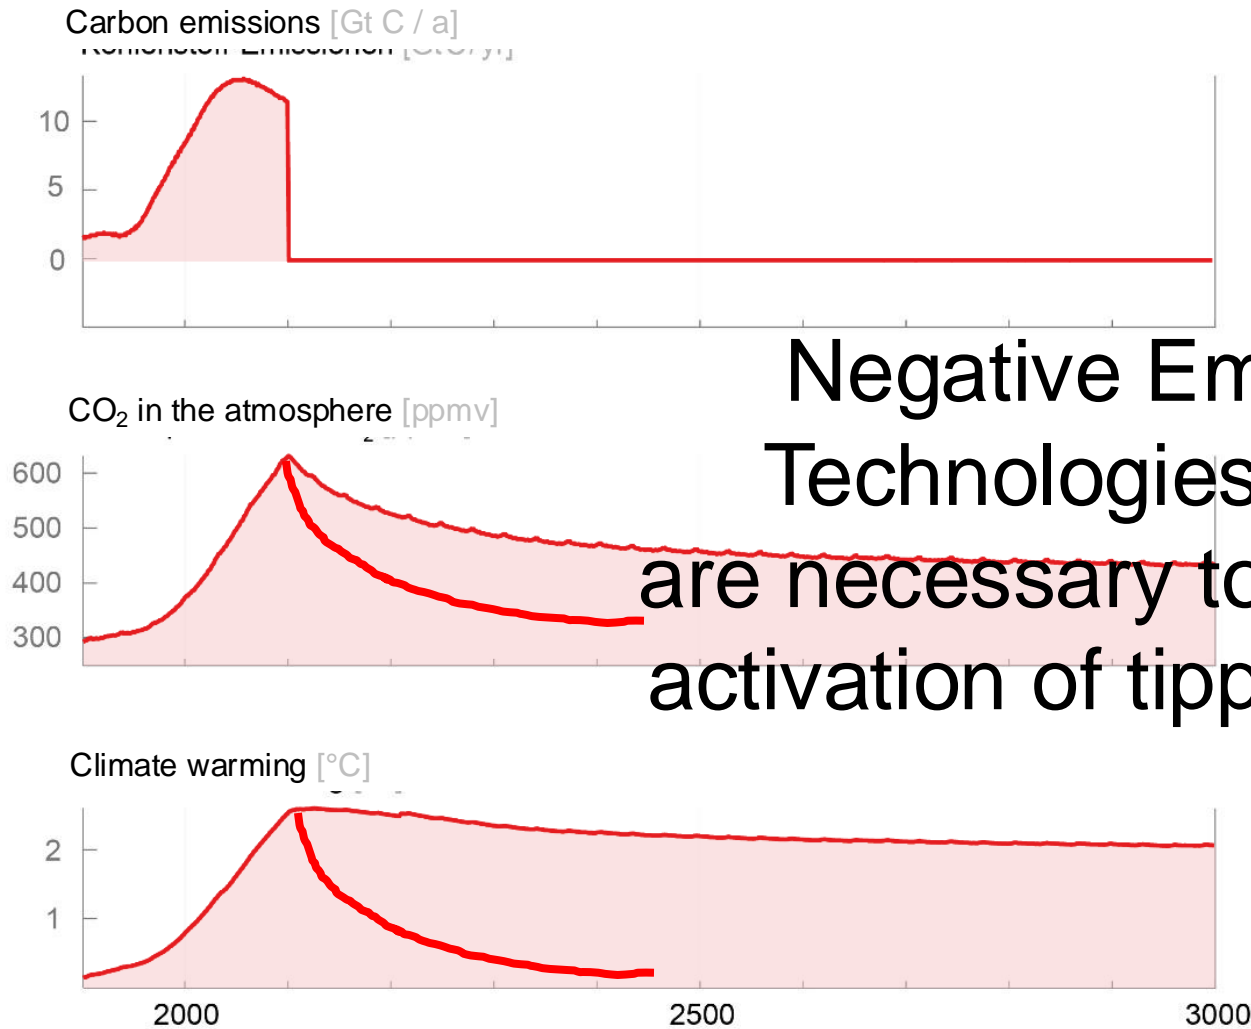 Carbon emissions [Gt C / a]
10
5
0
Negative Em
CO₂ in the atmosphere [ppmv]
Technologies
600
500
400
300
are necessary to
activation of tipp
Climate warming [°C]
2
1
2000 2500 3000